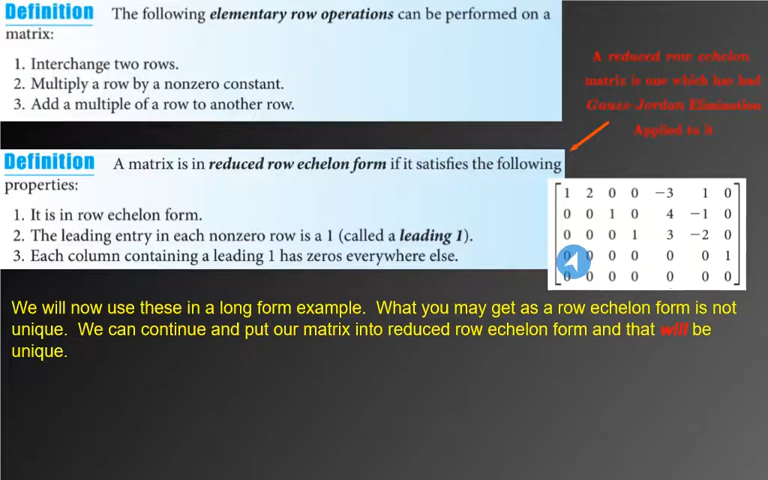 Definition The following elementary row operations can be performed on a
matrix:
1. Interchange two rows.
2. Multiply a row by a nonzero constant.
3. Add a multiple of a row to another row.
A reduced row echelon
matrix is one which has had
Gauss-Jordan Elimination
Applied to it
Definition A matrix is in reduced row echelon form if it satisfies the following
properties:
1. It is in row echelon form.
2. The leading entry in each nonzero row is a 1 (called a leading 1).
3. Each column containing a leading 1 has zeros everywhere else.
1 2 0 0 −3 1 0
0 0 1 0 4 −1 0
0 0 0 1 3 −2 0
0 0 0 0 0 0 1
0 0 0 0 0 0 0
We will now use these in a long form example. What you may get as a row echelon form is not
unique. We can continue and put our matrix into reduced row echelon form and that will be
unique.